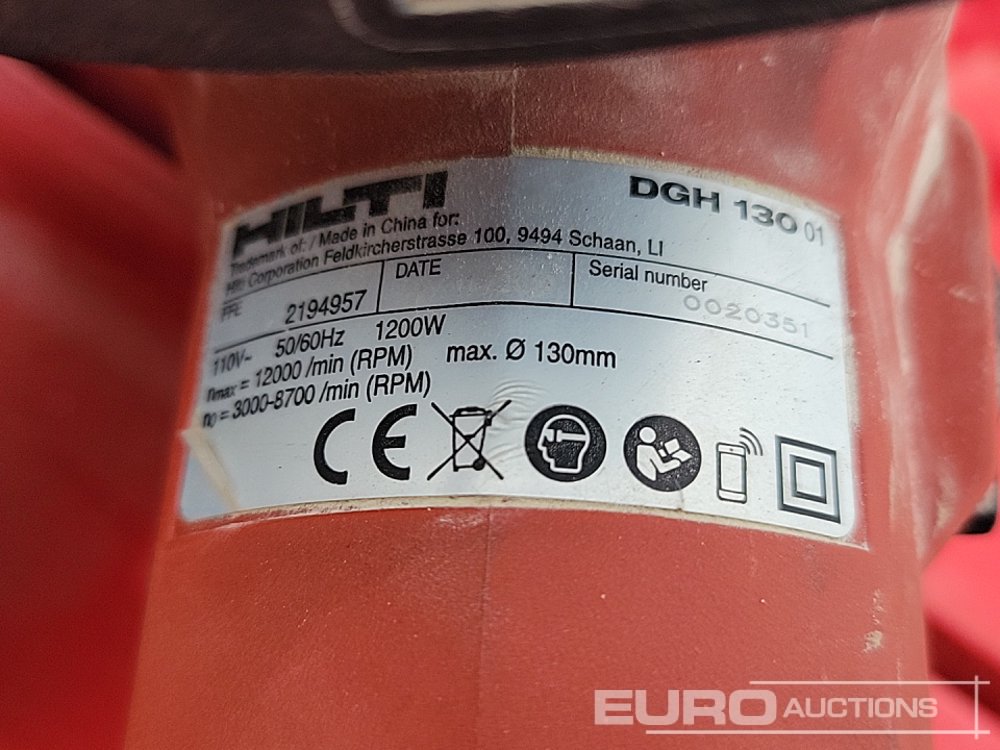 HILTI
DGH 130 01
Trademark of: / Made in China for:
Hilti Corporation Feldkircherstrasse 100, 9494 Schaan, LI
2194957
DATE
Serial number
0020351
110V~ 50/60Hz 1200W
nmax = 12000 /min (RPM) max. Ø 130mm
n0 = 3000-8700 /min (RPM)
CE
EURO AUCTIONS